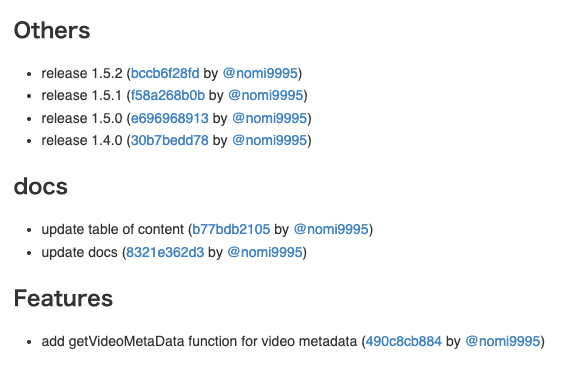 Others
release 1.5.2 (bccb6f28fd by @nomi9995)
release 1.5.1 (f58a268b0b by @nomi9995)
release 1.5.0 (e696968913 by @nomi9995)
release 1.4.0 (30b7bedd78 by @nomi9995)
docs
update table of content (b77bdb2105 by @nomi9995)
update docs (8321e362d3 by @nomi9995)
Features
add getVideoMetaData function for video metadata (490c8cb884 by @nomi9995)